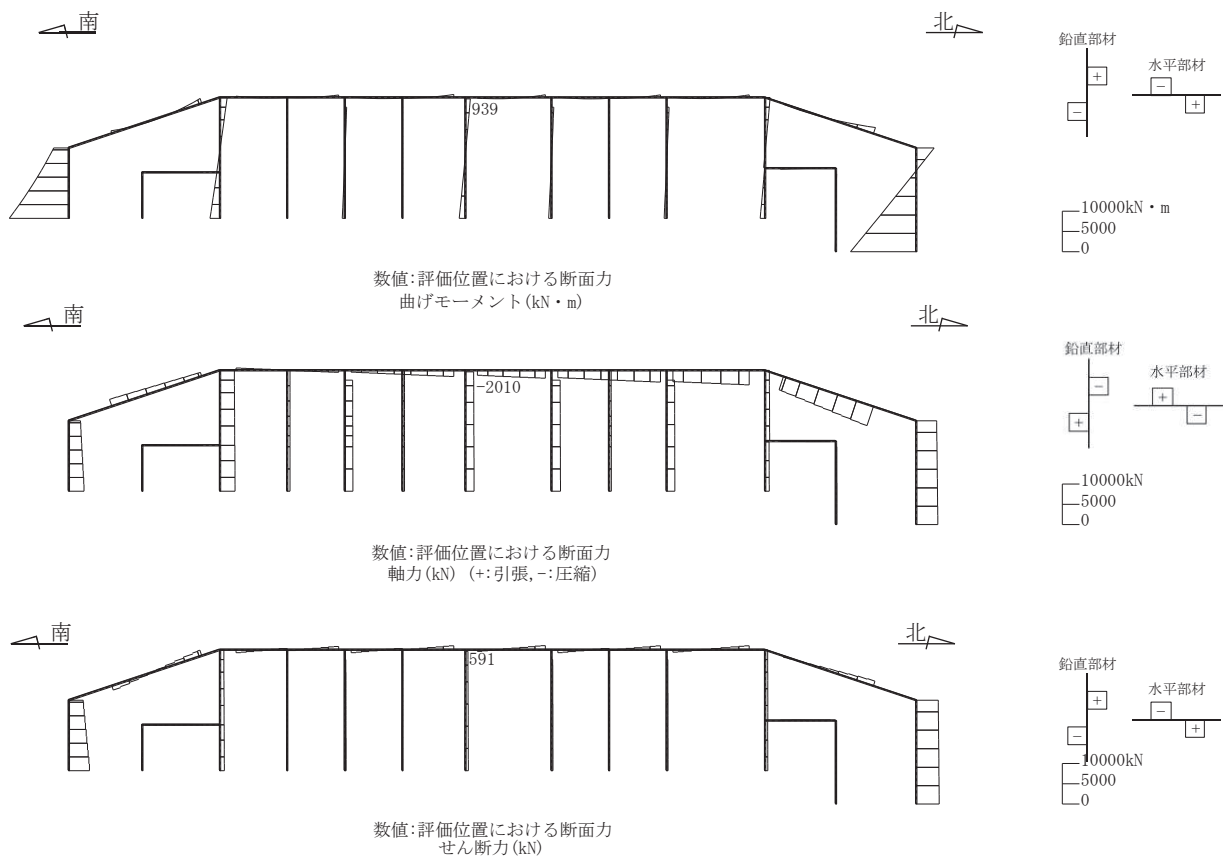 南
北
鉛直部材
水平部材
+
-
-
+
939
10000kN・m
5000
0
数値:評価位置における断面力
曲げモーメント(kN・m)
南
北
鉛直部材
水平部材
-
+
+
-
-2010
10000kN
5000
0
数値:評価位置における断面力
軸力(kN) (+:引張,-:圧縮)
南
北
鉛直部材
水平部材
+
-
-
+
591
10000kN
5000
0
数値:評価位置における断面力
せん断力(kN)